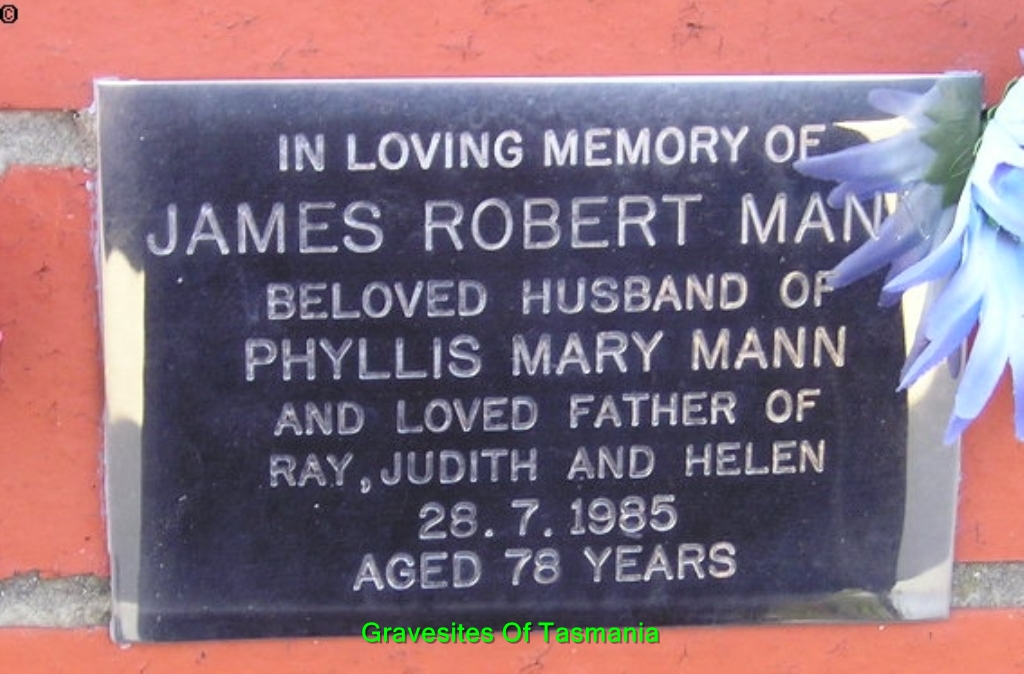 ©
IN LOVING MEMORY OF
JAMES ROBERT MANN
BELOVED HUSBAND OF
PHYLLIS MARY MANN
AND LOVED FATHER OF
RAY, JUDITH AND HELEN
28.7.1985
AGED 78 YEARS
Gravesites Of Tasmania